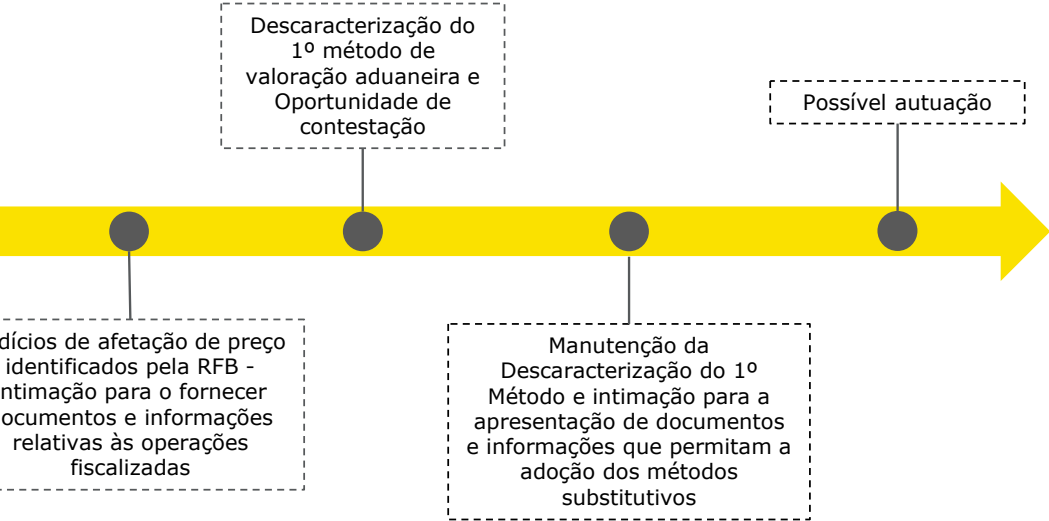 dícios de afetação de preço
identificados pela RFB -
ntimação para o fornecer
ocumentos e informações
relativas às operações
fiscalizadas
Descaracterização do
1º método de
valoração aduaneira e
Oportunidade de
contestação
Manutenção da
Descaracterização do 1º
Método e intimação para a
apresentação de documentos
e informações que permitam a
adoção dos métodos
substitutivos
Possível autuação